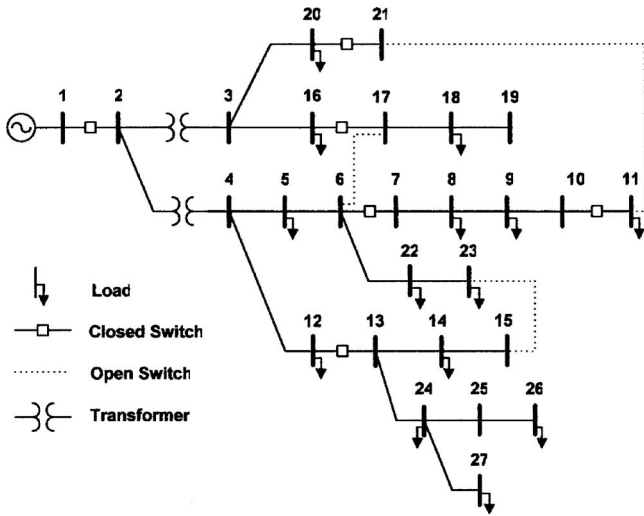 20 21
1 2 3 16 17 18 19
4 5 6 7 8 9 10 11
22 23
Load
12 13 14 15
Closed Switch
Open Switch
24 25 26
Transformer
27